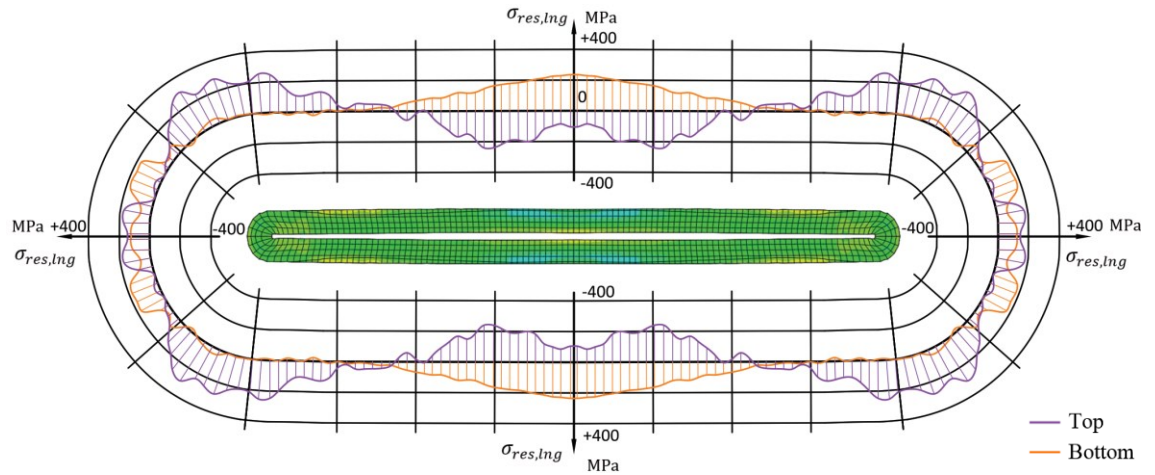 σres,lng MPa
+400
0
-400
MPa +400
σres,lng
-400
-400
+400 MPa
σres,lng
-400
+400
σres,lng
MPa
Top
Bottom